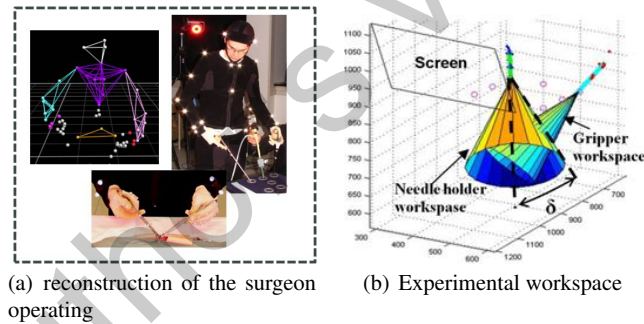 Screen
Gripper
workspace
Needle holder
workspase
δ
1100
1050
1000
950
900
850
800
750
700
650
600
300
400
500
600
1200
1100
1000
900
800
700
(a) reconstruction of the surgeon
operating
(b) Experimental workspace